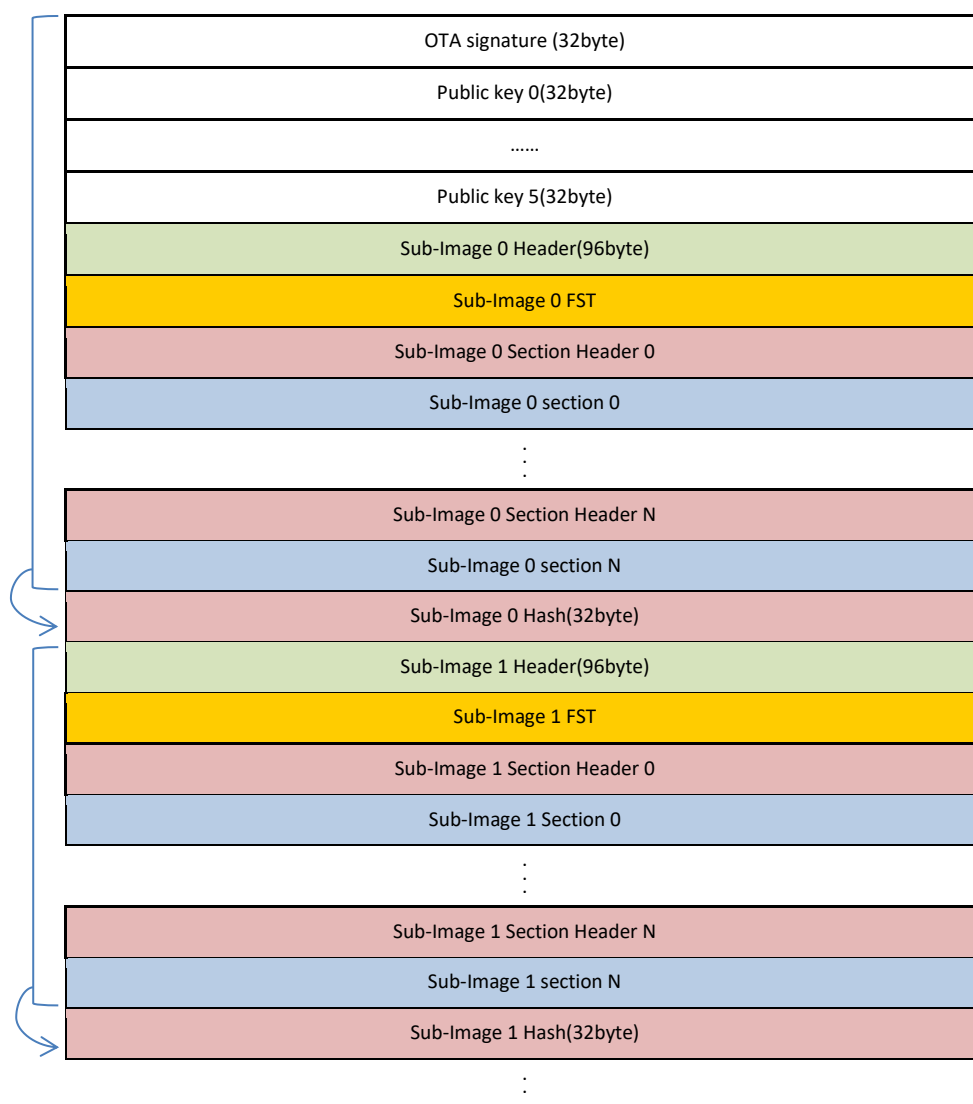 OTA signature (32byte)
Public key 0(32byte)
......
Public key 5(32byte)
Sub-Image 0 Header(96byte)
Sub-Image 0 FST
Sub-Image 0 Section Header 0
Sub-Image 0 section 0
.
.
.
Sub-Image 0 Section Header N
Sub-Image 0 section N
Sub-Image 0 Hash(32byte)
Sub-Image 1 Header(96byte)
Sub-Image 1 FST
Sub-Image 1 Section Header 0
Sub-Image 1 Section 0
.
.
.
Sub-Image 1 Section Header N
Sub-Image 1 section N
Sub-Image 1 Hash(32byte)
.
.